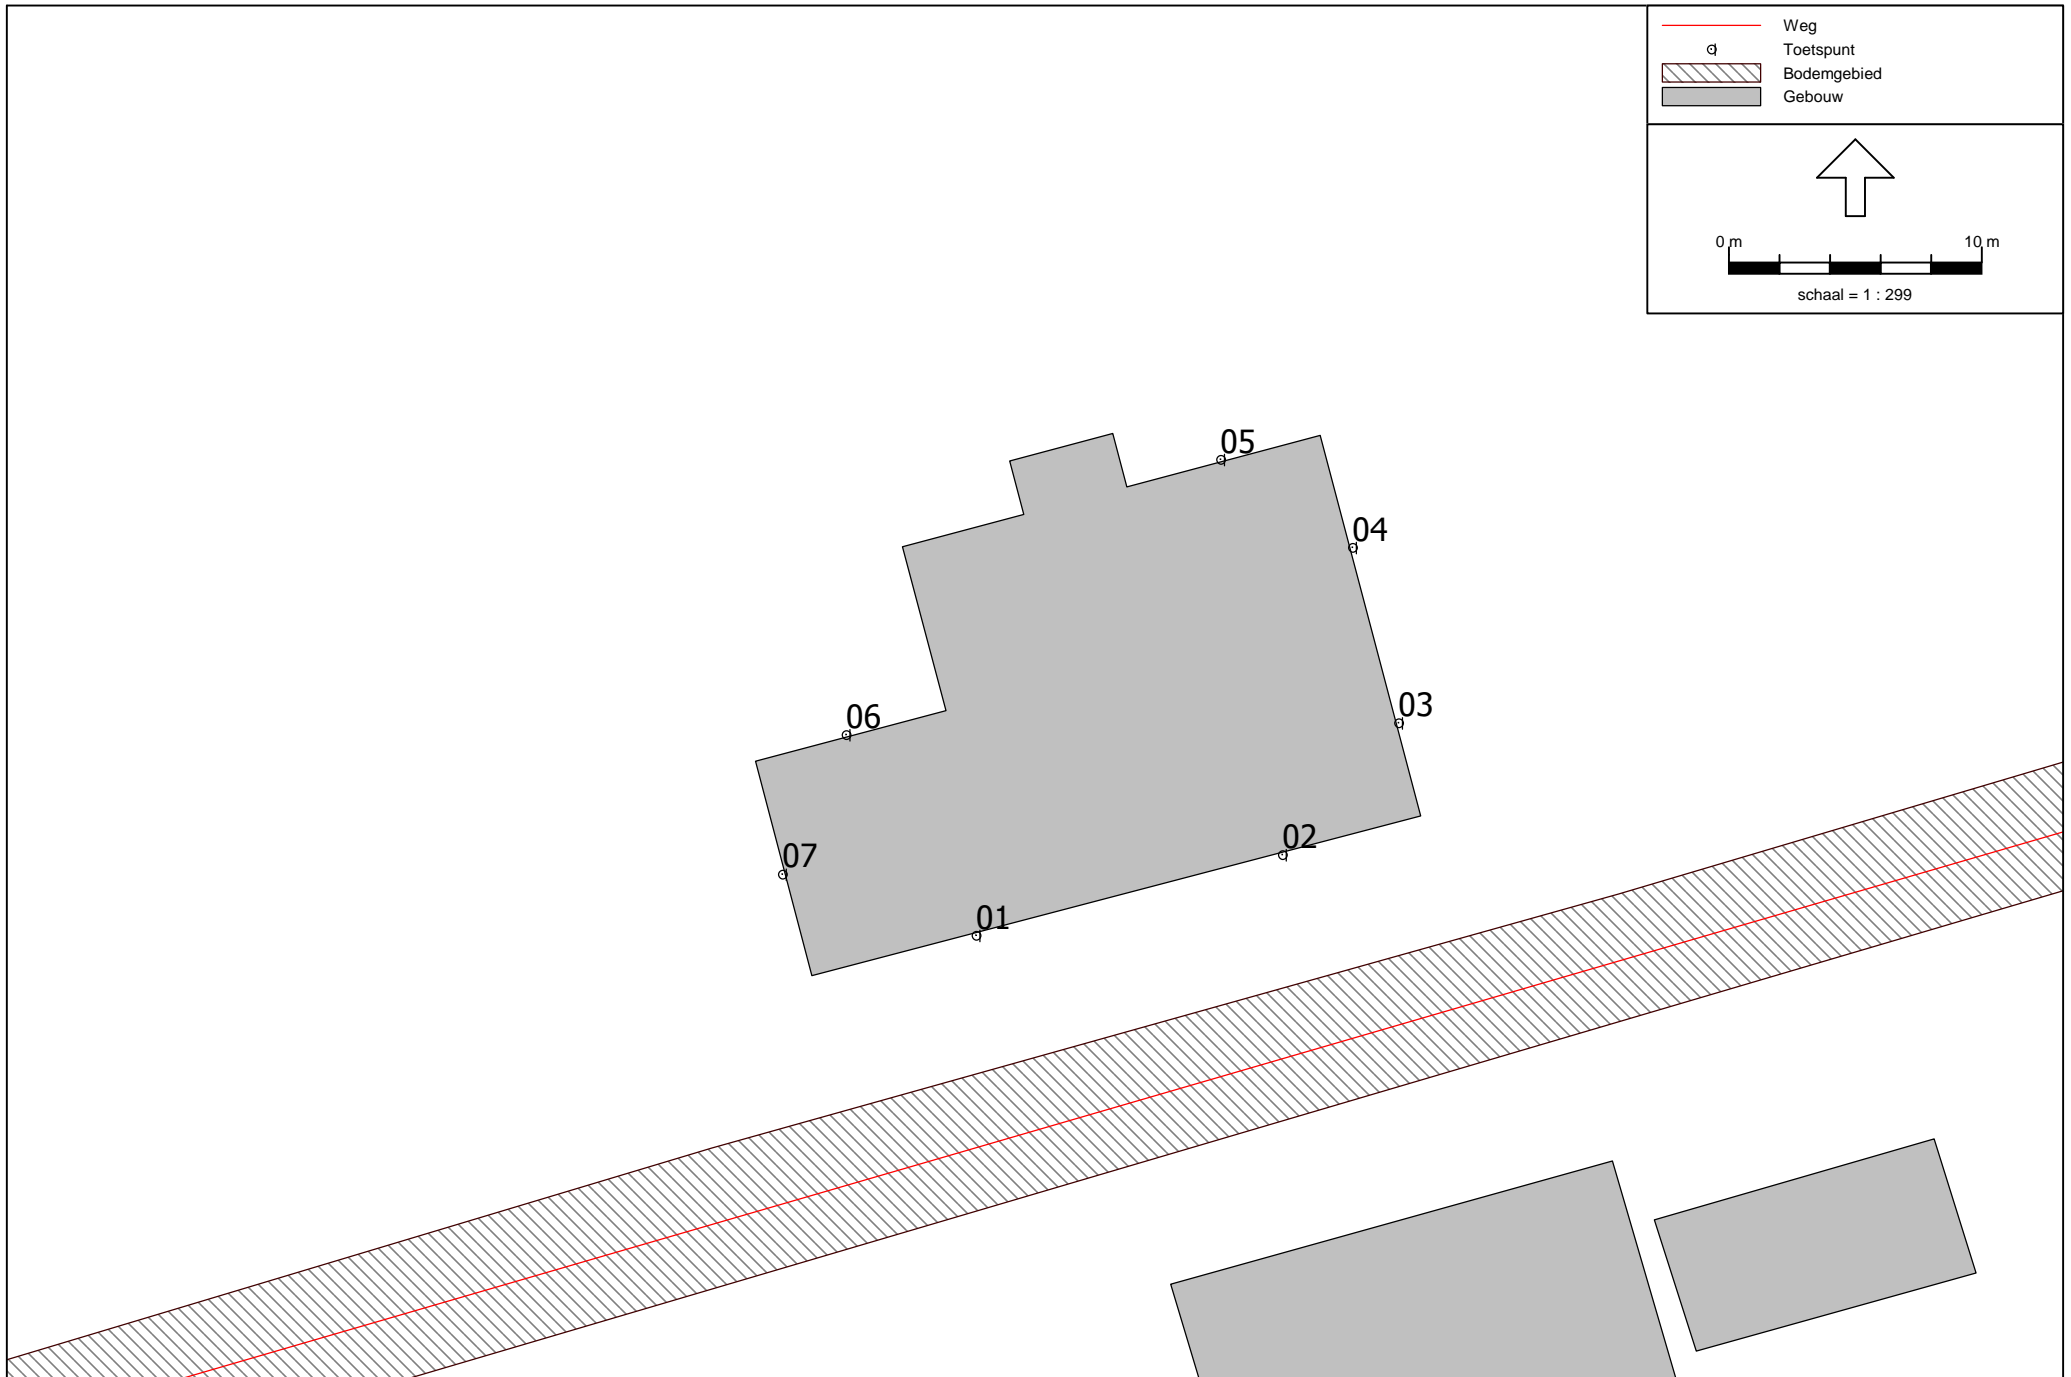 Weg
Toetspunt
Bodemgebied
Gebouw
0 m 10 m
schaal = 1 : 299
05
04
03
06
02
07
01